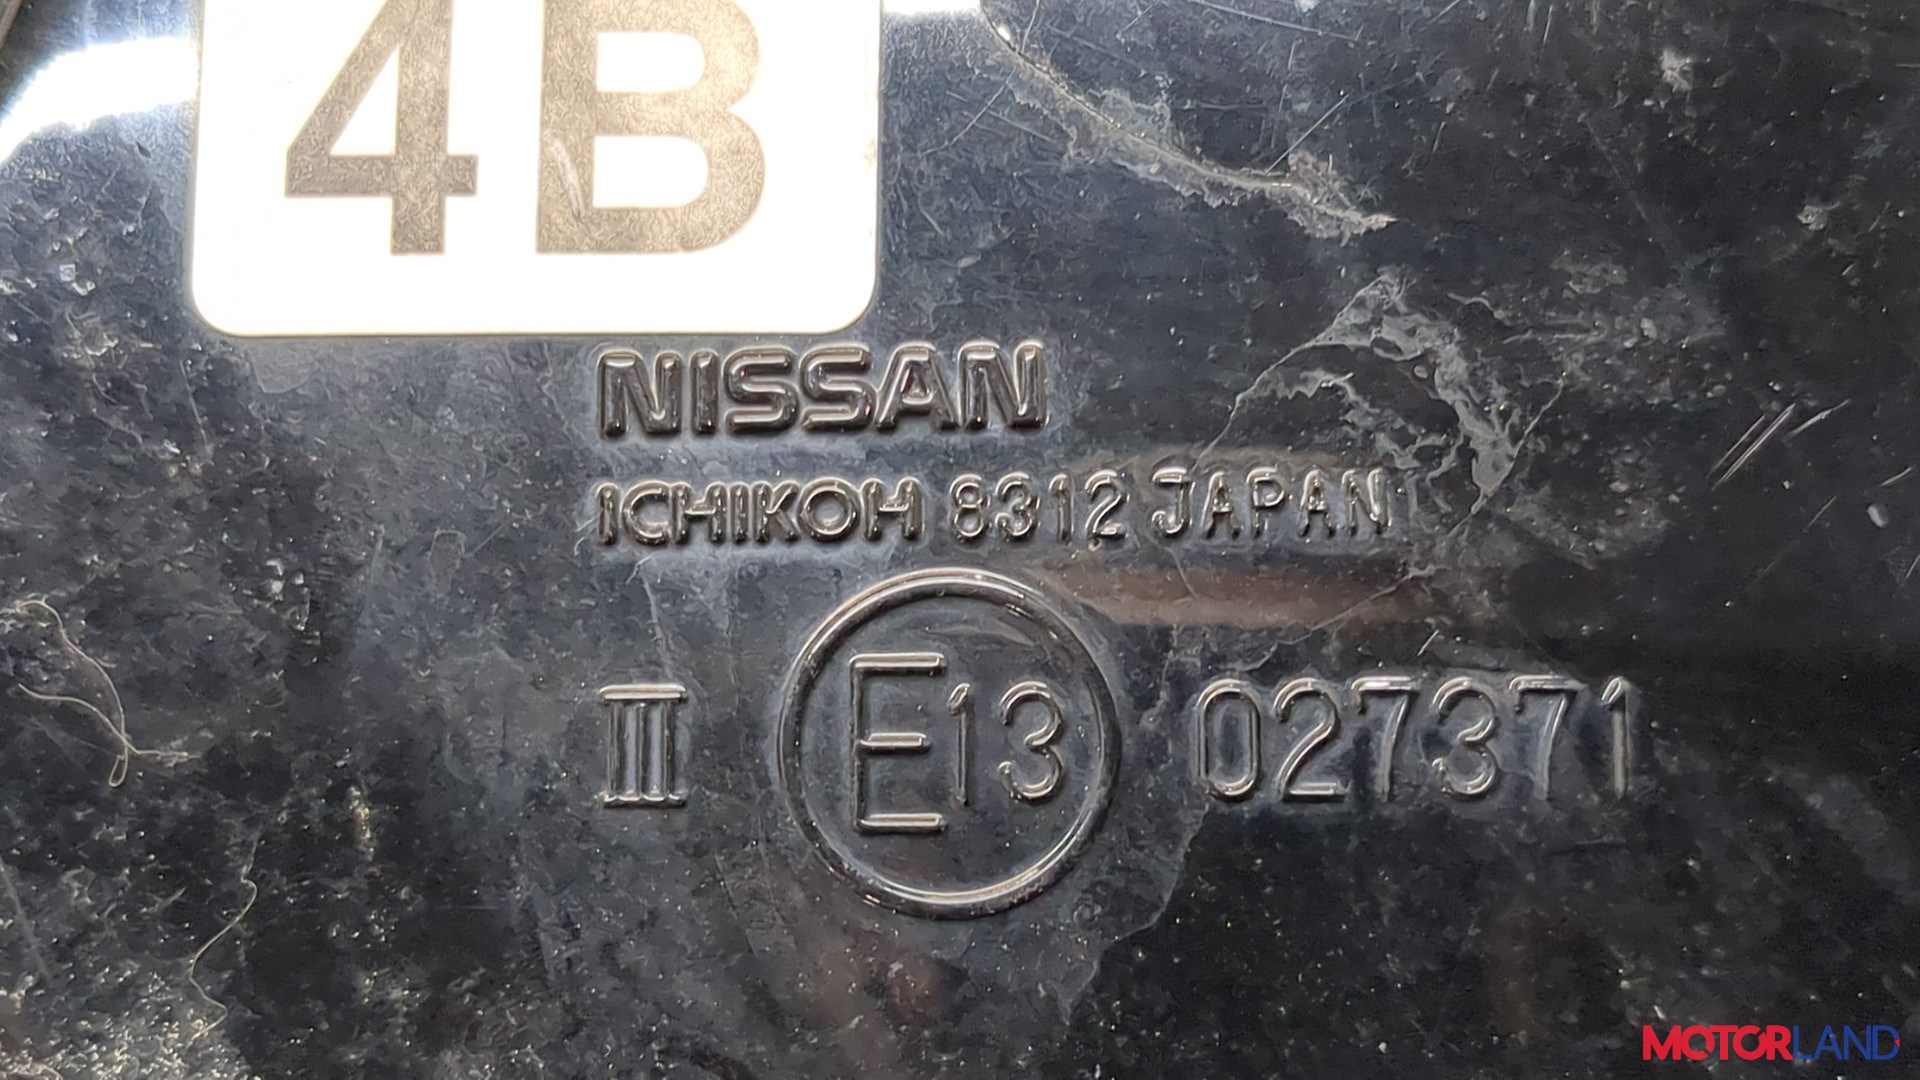 4B
NISSAN
ICHIKOH 8312 JAPAN
III E13 027371
MOTORLAND